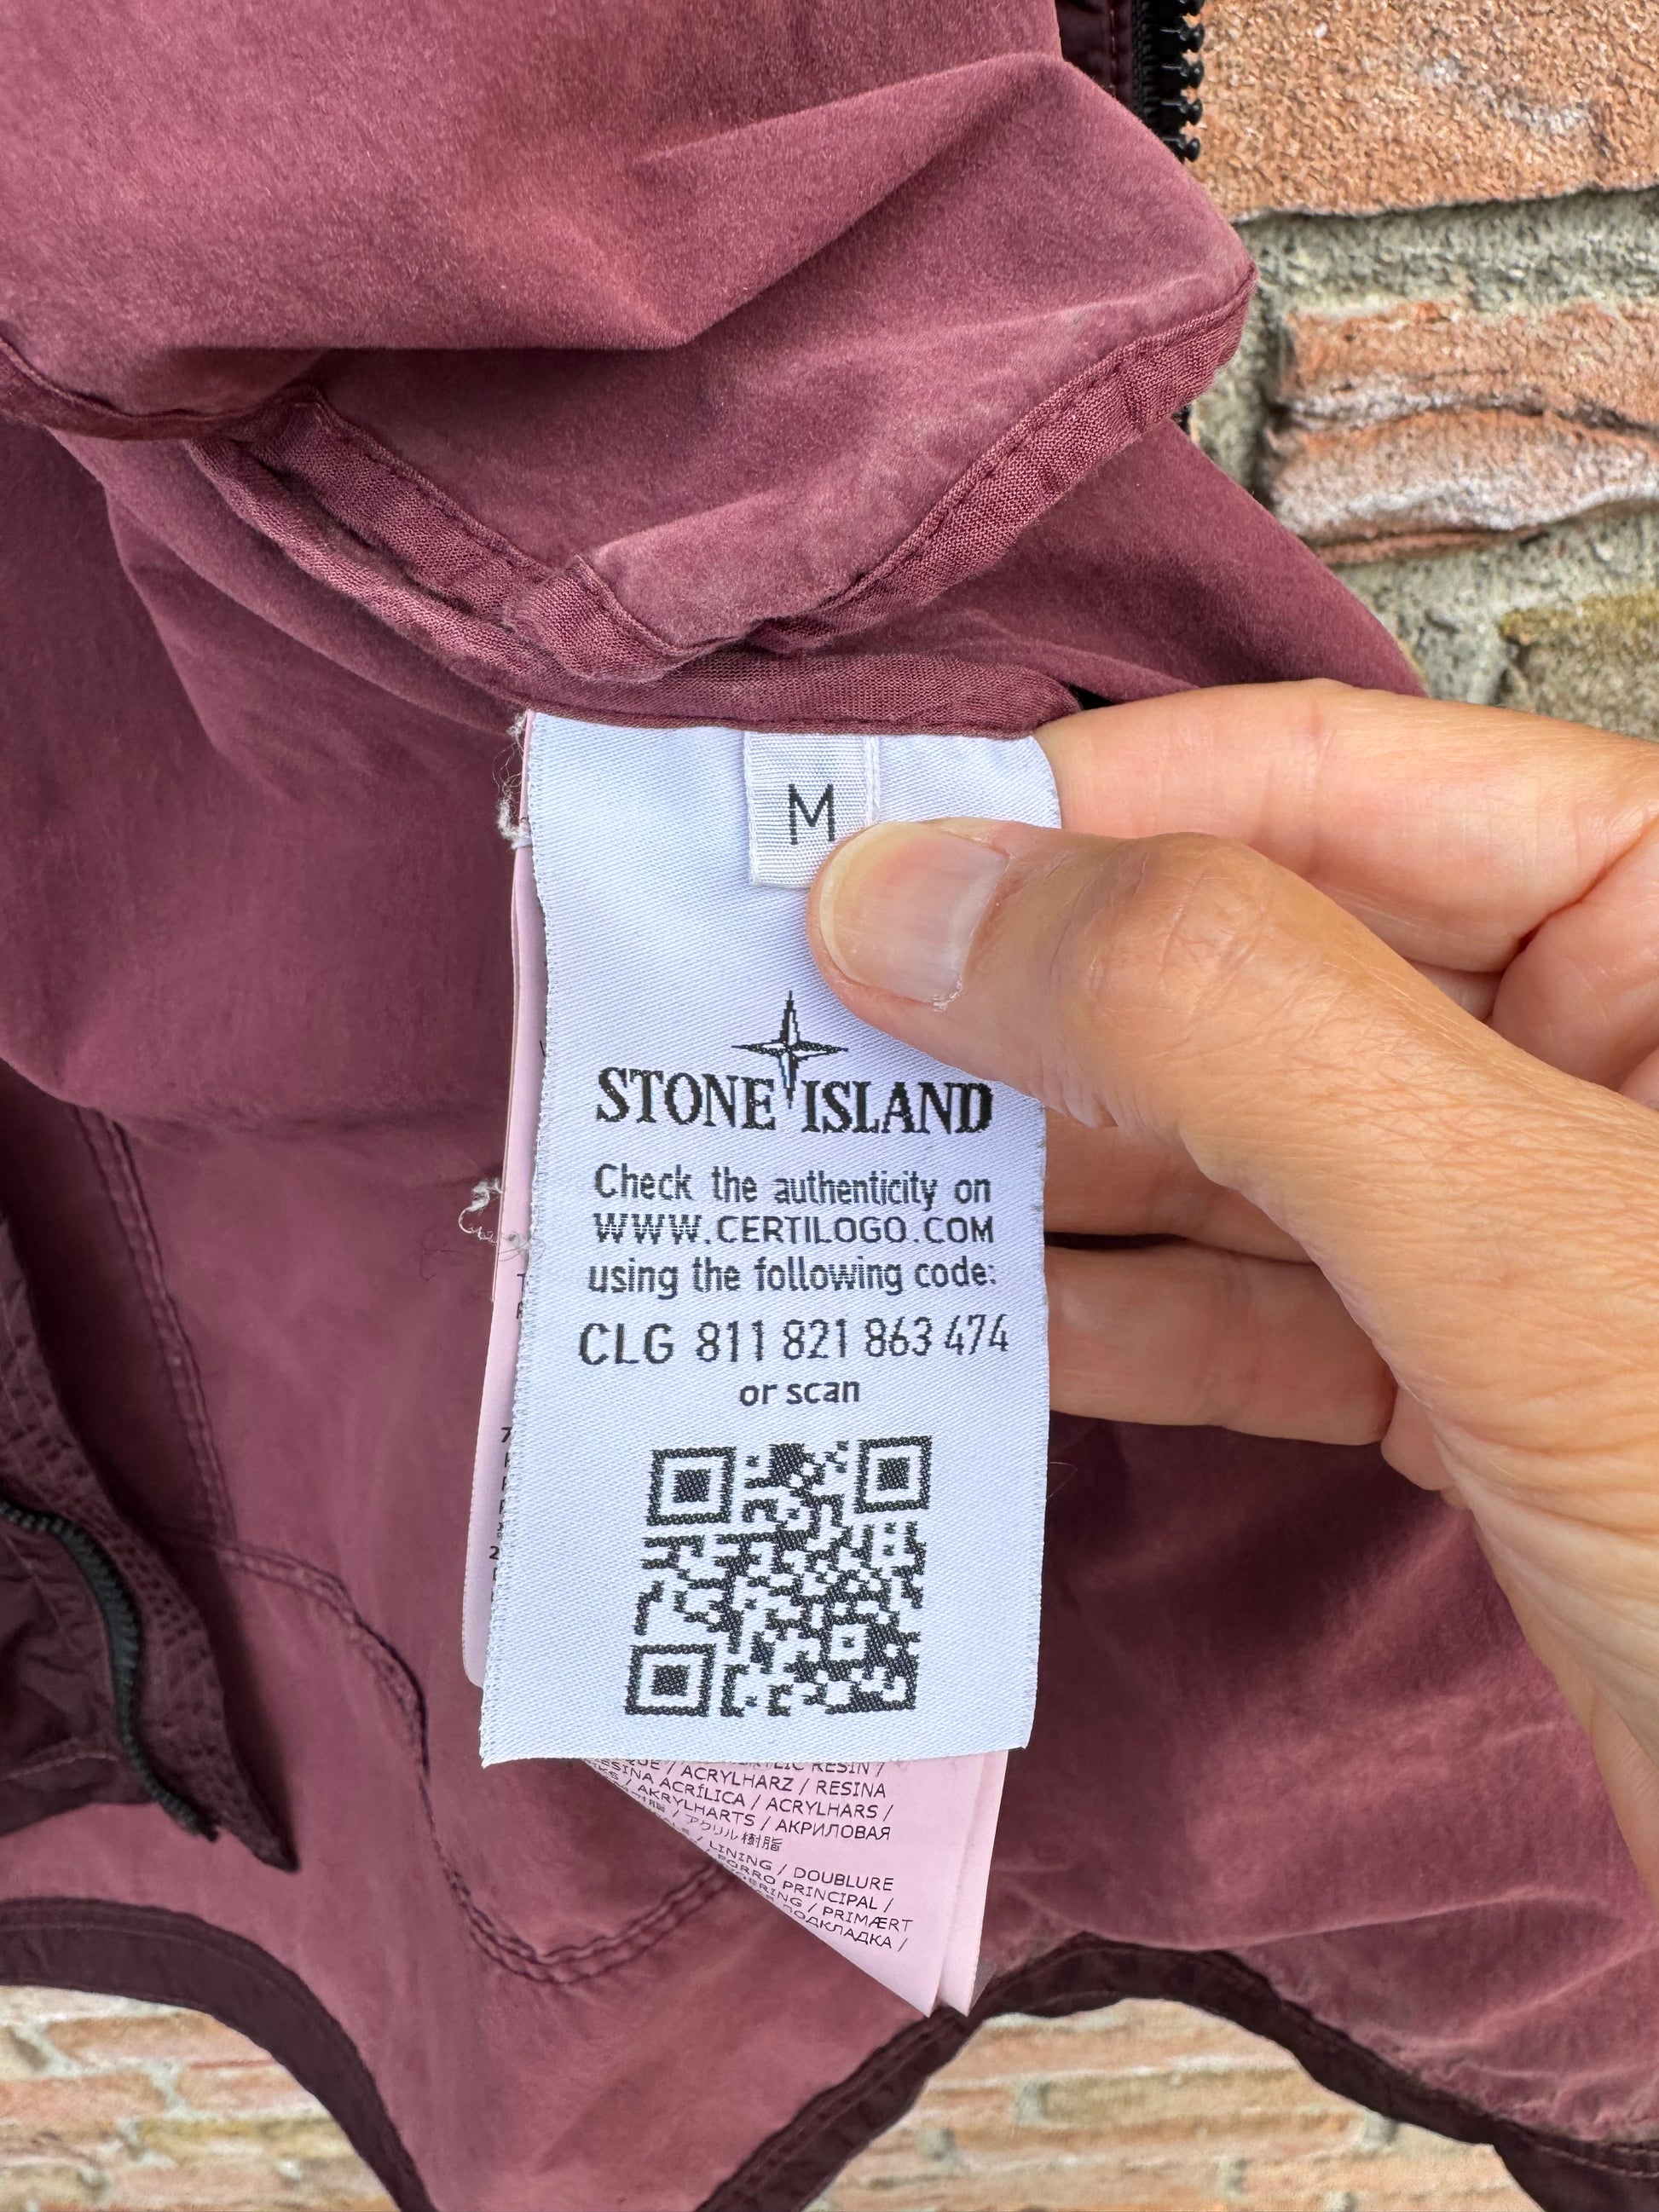 M
STONE ISLAND
Check the authenticity on
WWW.CERTILOGO.COM
using the following code:
CLG 811 821 863 474
or scan
RESIN /
/ ACRYLHARZ / RESINA
ACRÍLICA / ACRYLHARS /
/ AKRYLHARTS / АКРИЛОВАЯ
/ アクリル樹脂
/ LINING / DOUBLURE
FORRO PRINCIPAL /
/ PRIMÆRT
ПОДКЛАДКА /